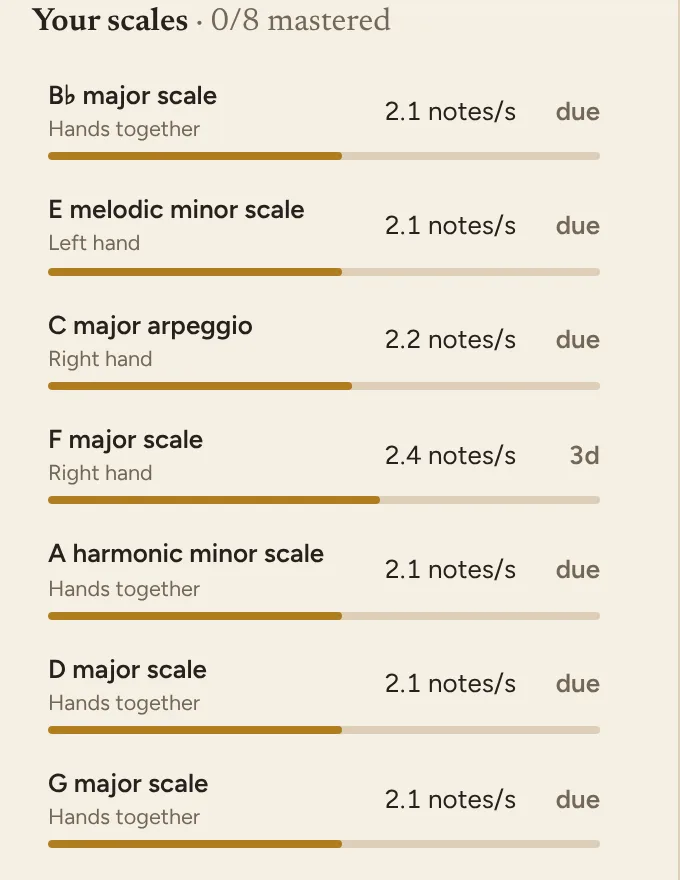 Your scales · 0/8 mastered
B♭ major scale
Hands together
2.1 notes/s
due
E melodic minor scale
Left hand
2.1 notes/s
due
C major arpeggio
Right hand
2.2 notes/s
due
F major scale
Right hand
2.4 notes/s
3d
A harmonic minor scale
Hands together
2.1 notes/s
due
D major scale
Hands together
2.1 notes/s
due
G major scale
Hands together
2.1 notes/s
due